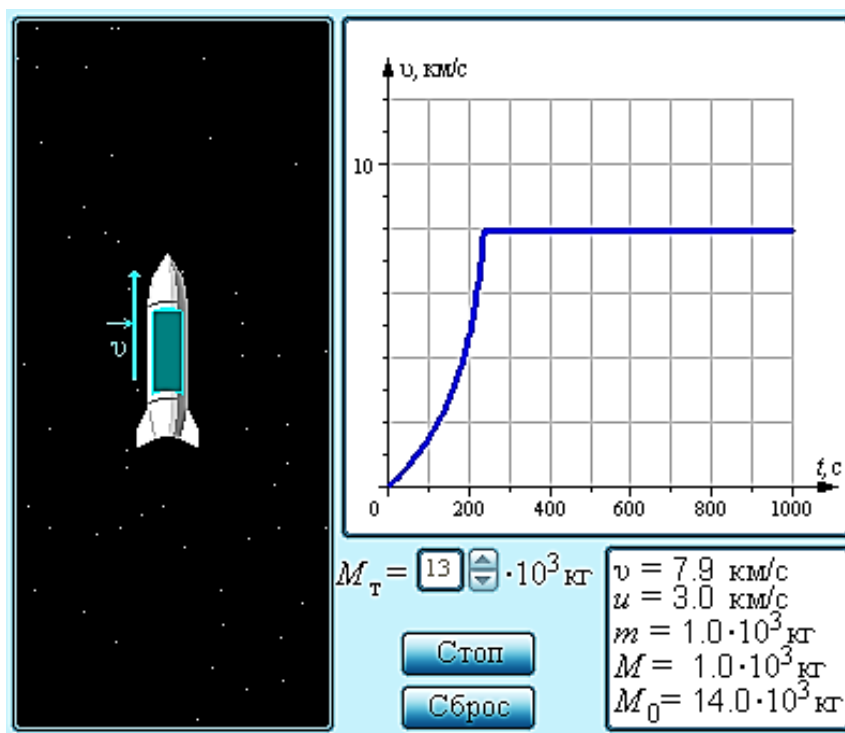 υ
υ, км/с
10
t, с
0 200 400 600 800 1000
Mт = 13 ·10³ кг
Стоп
Сброс
υ = 7.9 км/с
u = 3.0 км/с
m = 1.0·10³ кг
M = 1.0·10³ кг
M₀= 14.0·10³ кг